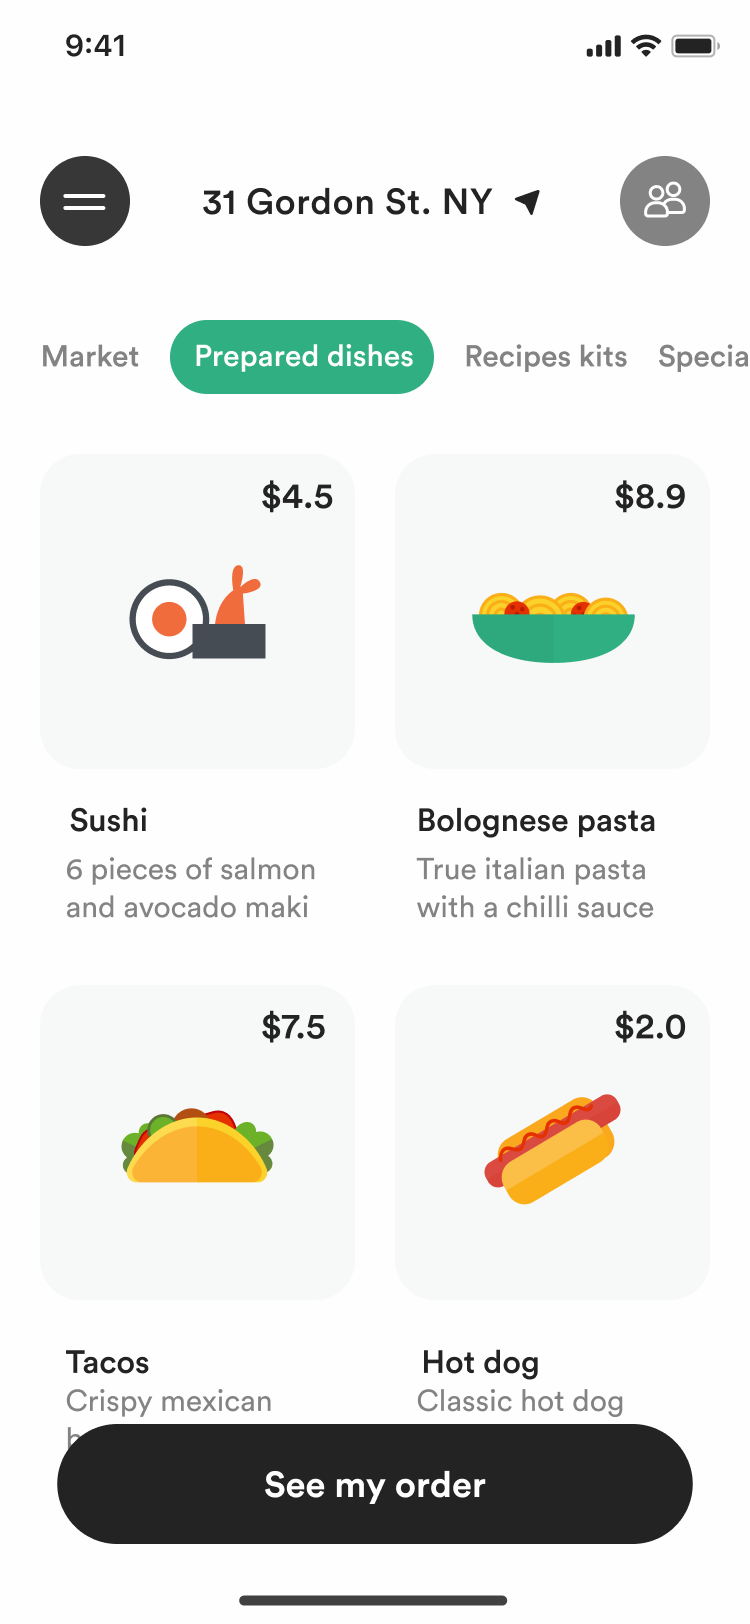 9:41
31 Gordon St. NY
Market Prepared dishes Recipes kits Specia
$4.5 $8.9
Sushi
6 pieces of salmon
and avocado maki
Bolognese pasta
True italian pasta
with a chilli sauce
$7.5 $2.0
Tacos
Crispy mexican
Hot dog
Classic hot dog
See my order